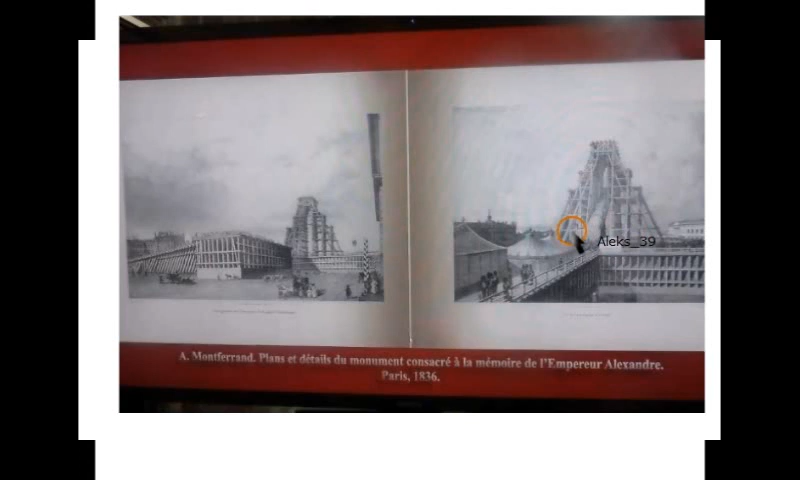 Aleks_39
A. Montferrand. Plans et détails du monument consacré à la mémoire de l'Empereur Alexandre.
Paris, 1836.